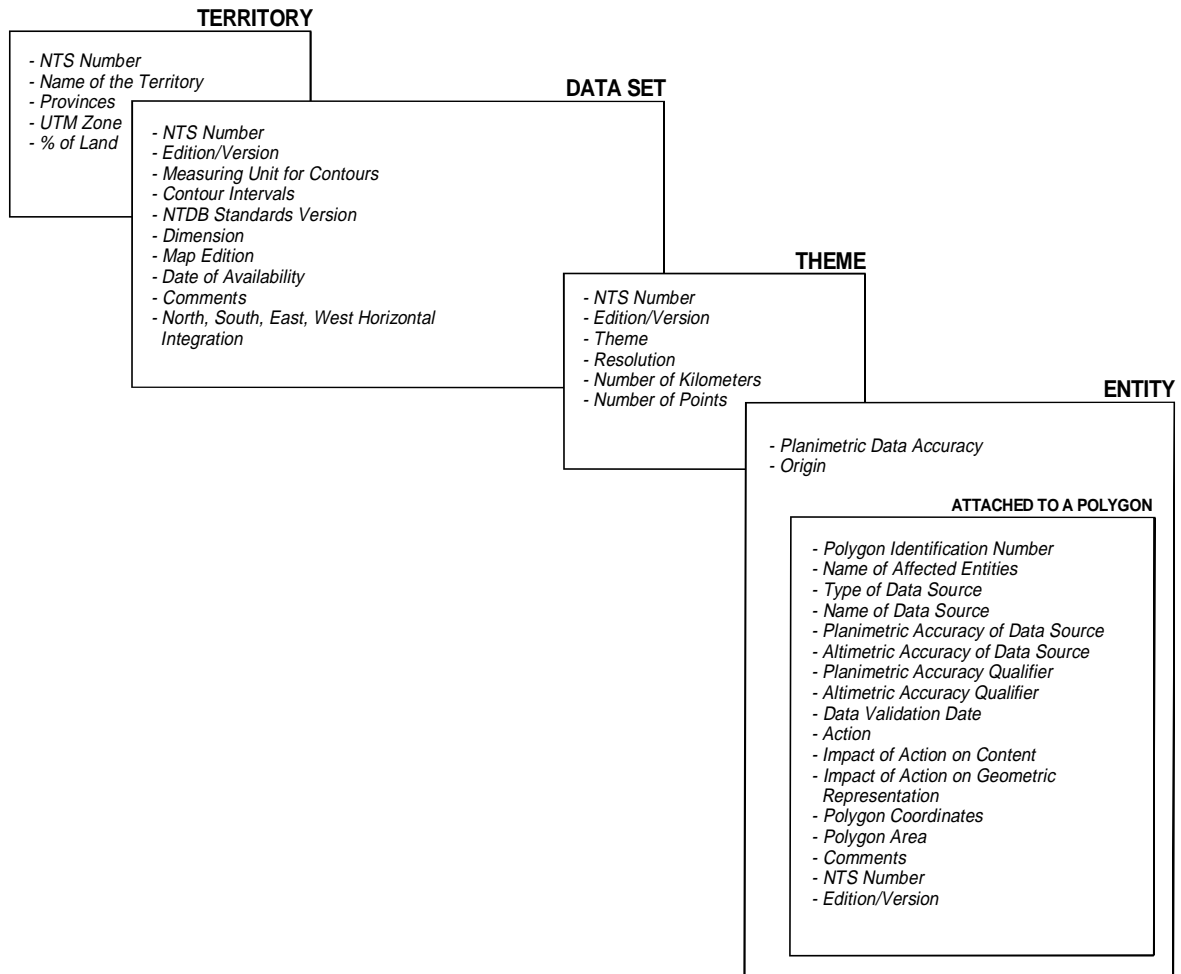 TERRITORY
- NTS Number
- Name of the Territory
- Provinces
- UTM Zone
- % of Land
DATA SET
- NTS Number
- Edition/Version
- Measuring Unit for Contours
- Contour Intervals
- NTDB Standards Version
- Dimension
- Map Edition
- Date of Availability
- Comments
- North, South, East, West Horizontal
Integration
THEME
- NTS Number
- Edition/Version
- Theme
- Resolution
- Number of Kilometers
- Number of Points
ENTITY
- Planimetric Data Accuracy
- Origin
ATTACHED TO A POLYGON
- Polygon Identification Number
- Name of Affected Entities
- Type of Data Source
- Name of Data Source
- Planimetric Accuracy of Data Source
- Altimetric Accuracy of Data Source
- Planimetric Accuracy Qualifier
- Altimetric Accuracy Qualifier
- Data Validation Date
- Action
- Impact of Action on Content
- Impact of Action on Geometric
Representation
- Polygon Coordinates
- Polygon Area
- Comments
- NTS Number
- Edition/Version